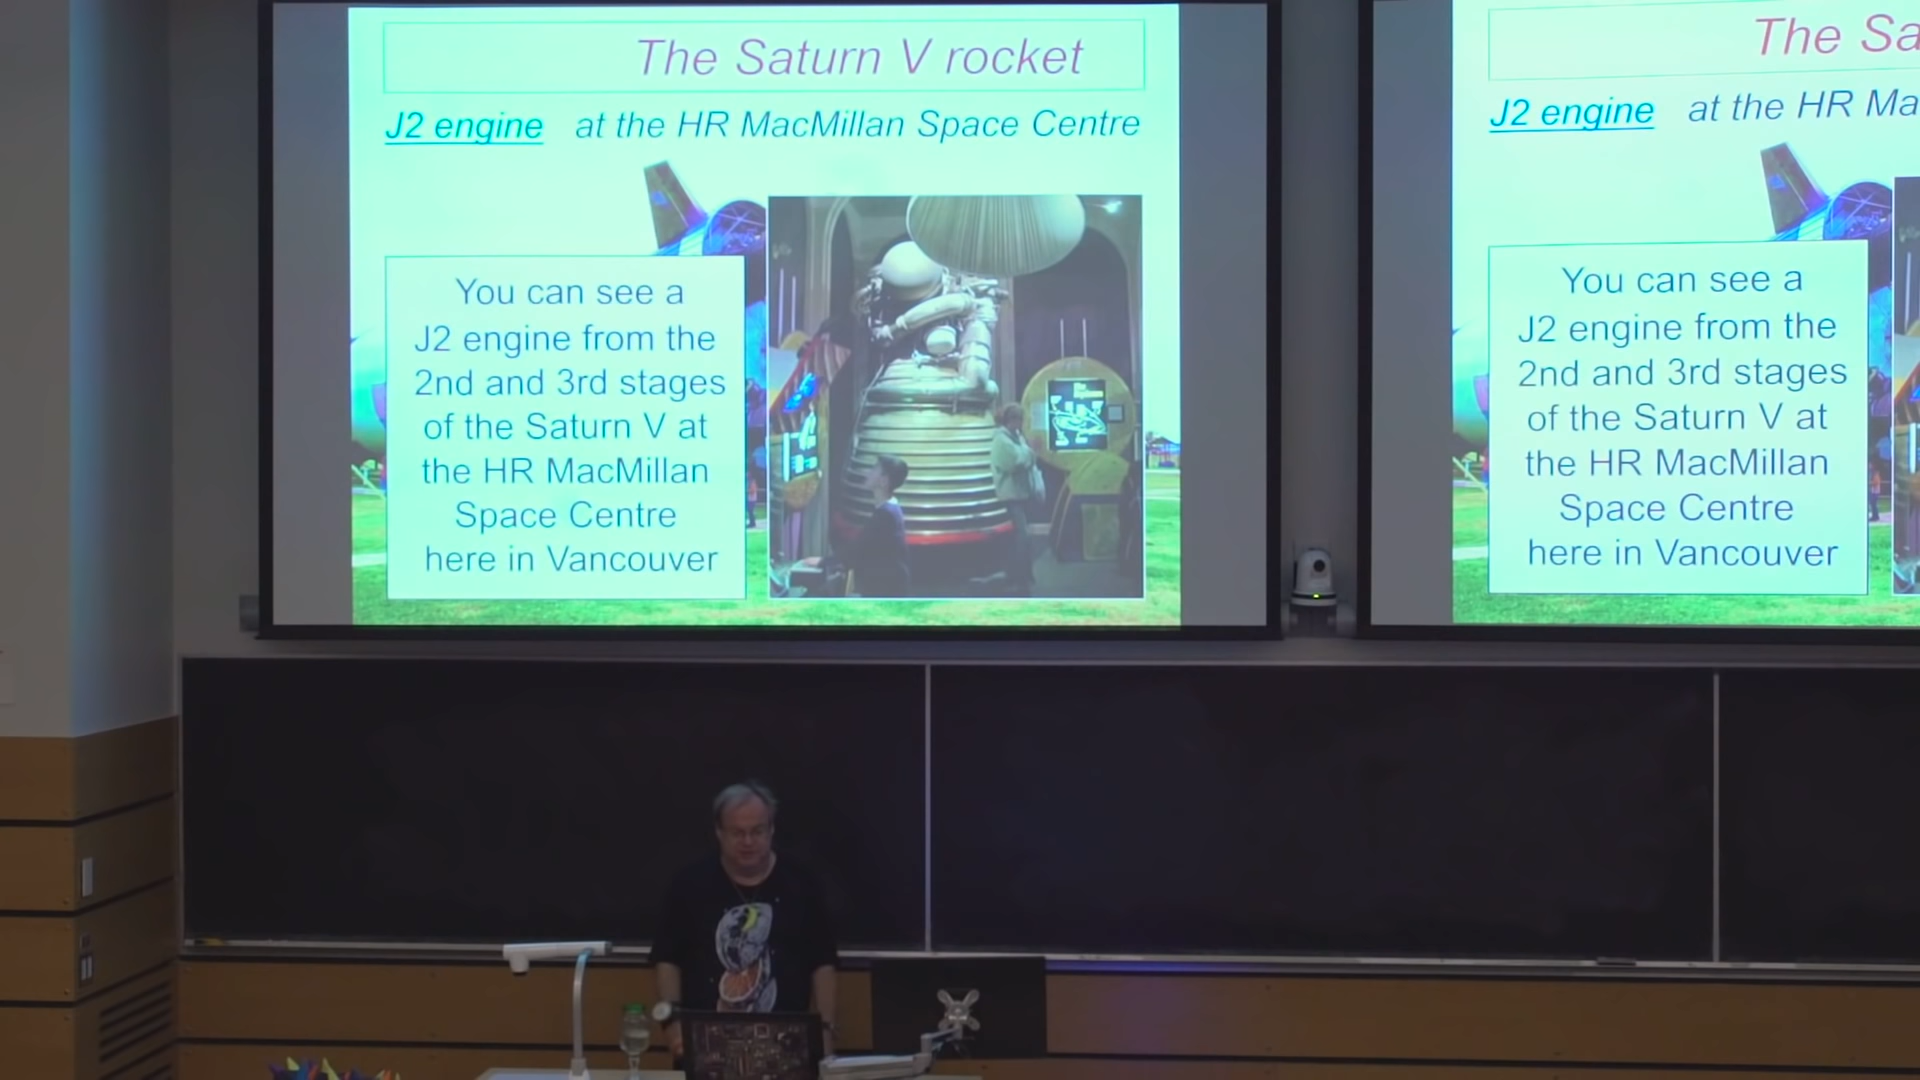 The Saturn V rocket
J2 engine at the HR MacMillan Space Centre
You can see a
J2 engine from the
2nd and 3rd stages
of the Saturn V at
the HR MacMillan
Space Centre
here in Vancouver
The Sa
J2 engine at the HR Ma
You can see a
J2 engine from the
2nd and 3rd stages
of the Saturn V at
the HR MacMillan
Space Centre
here in Vancouver